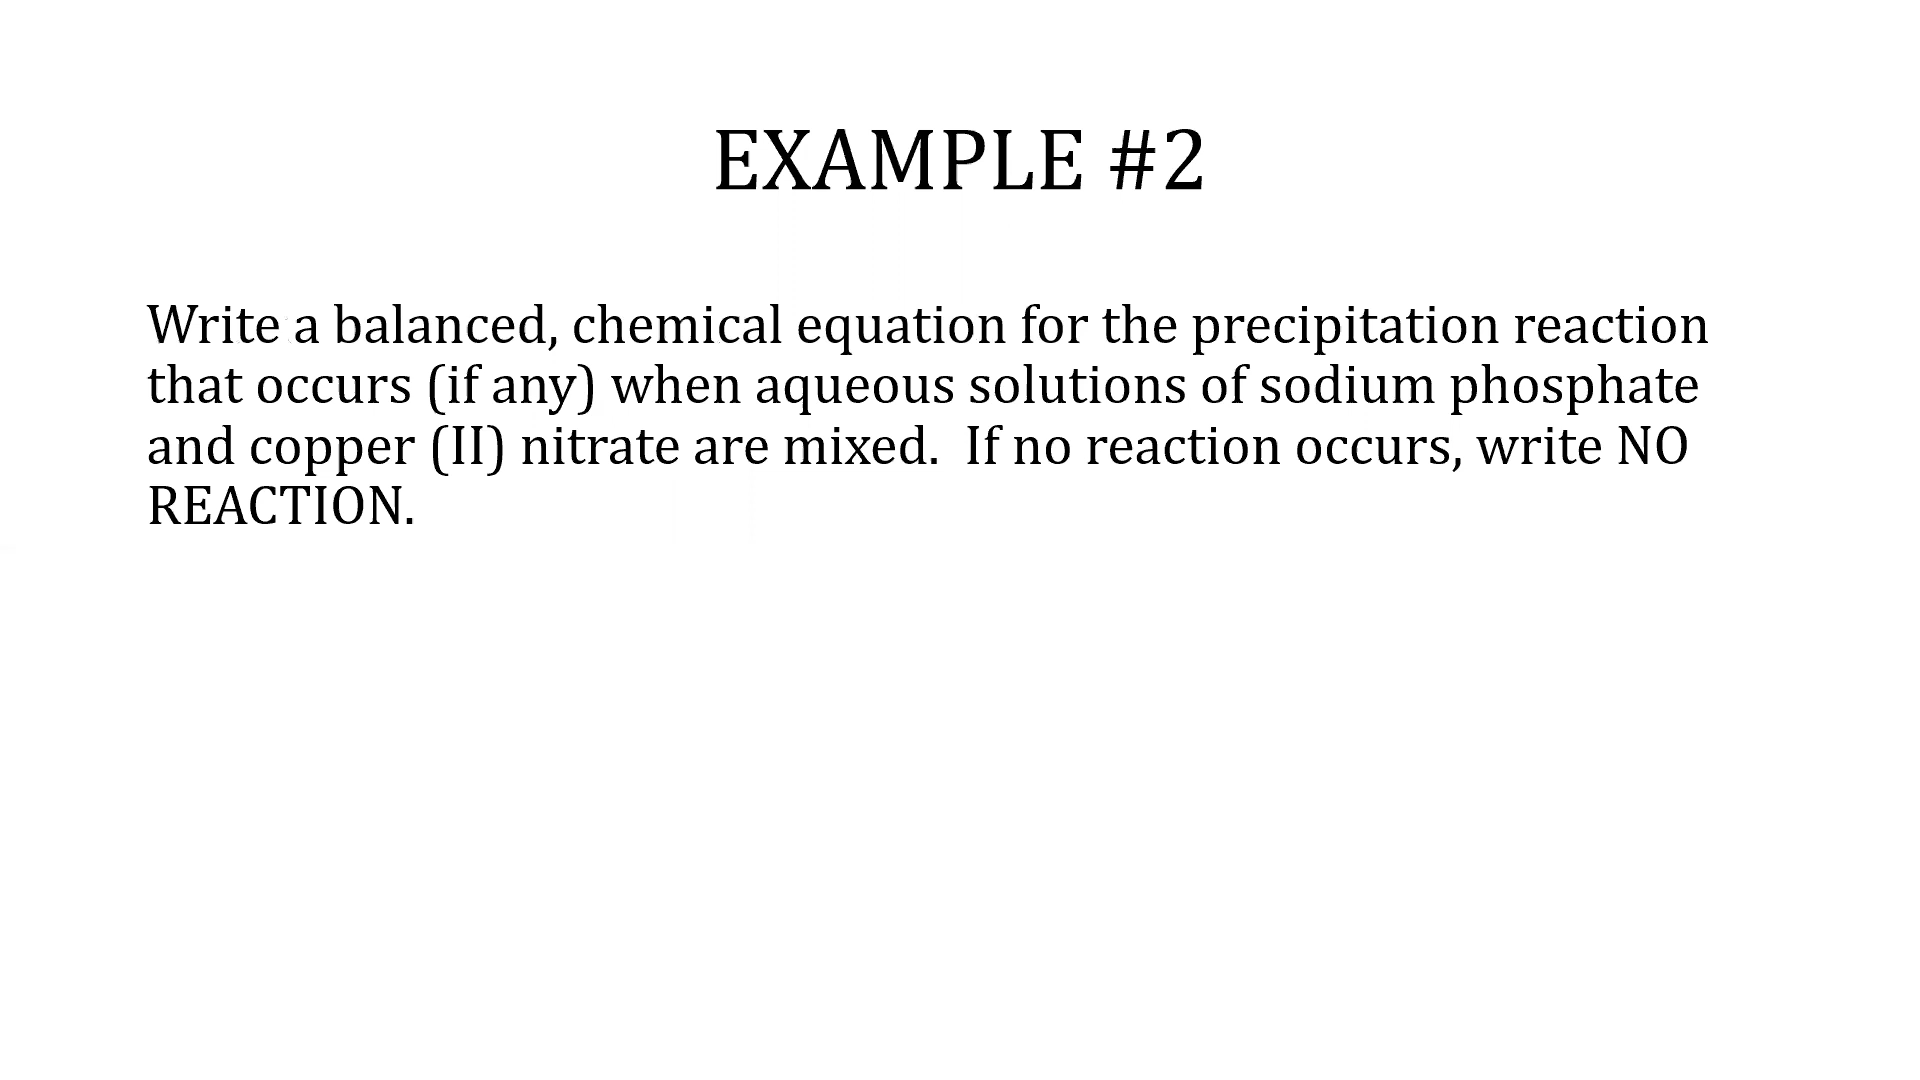 EXAMPLE #2
Write a balanced, chemical equation for the precipitation reaction
that occurs (if any) when aqueous solutions of sodium phosphate
and copper (II) nitrate are mixed.  If no reaction occurs, write NO
REACTION.